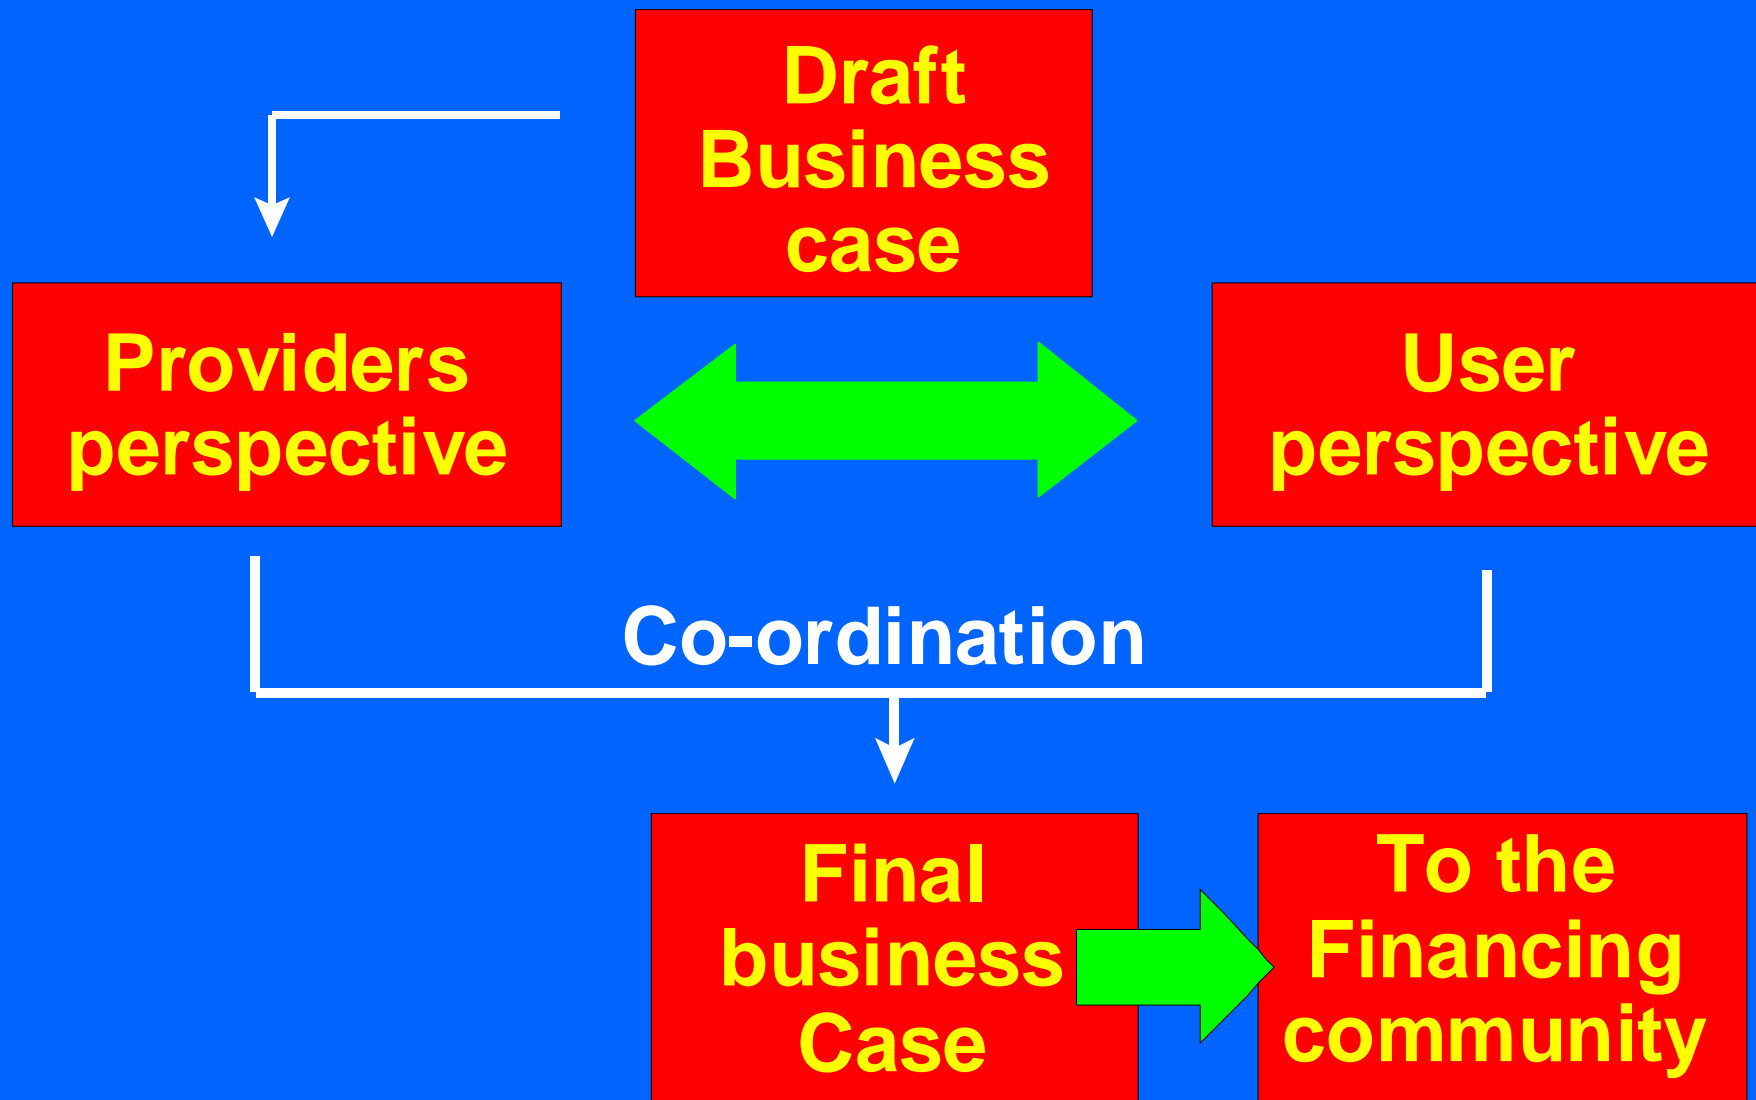 Draft
Business
case
Providers
perspective
User
perspective
Co-ordination
Final
business
Case
To the
Financing
community